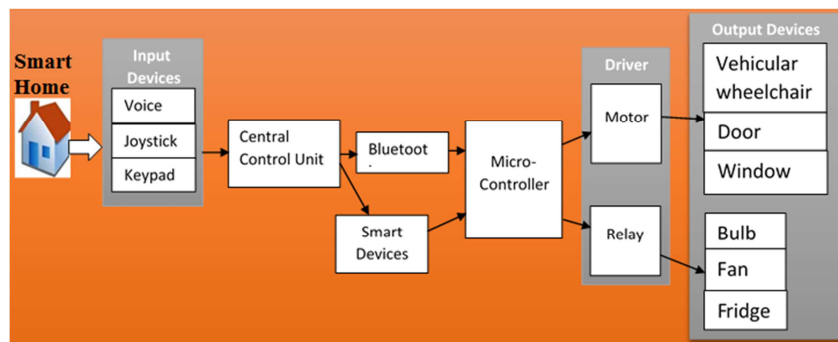 Smart
Home
Input
Devices
Voice
Joystick
Keypad
Central
Control Unit
Bluetoot
Smart
Devices
Micro-
Controller
Driver
Motor
Relay
Output Devices
Vehicular
wheelchair
Door
Window
Bulb
Fan
Fridge